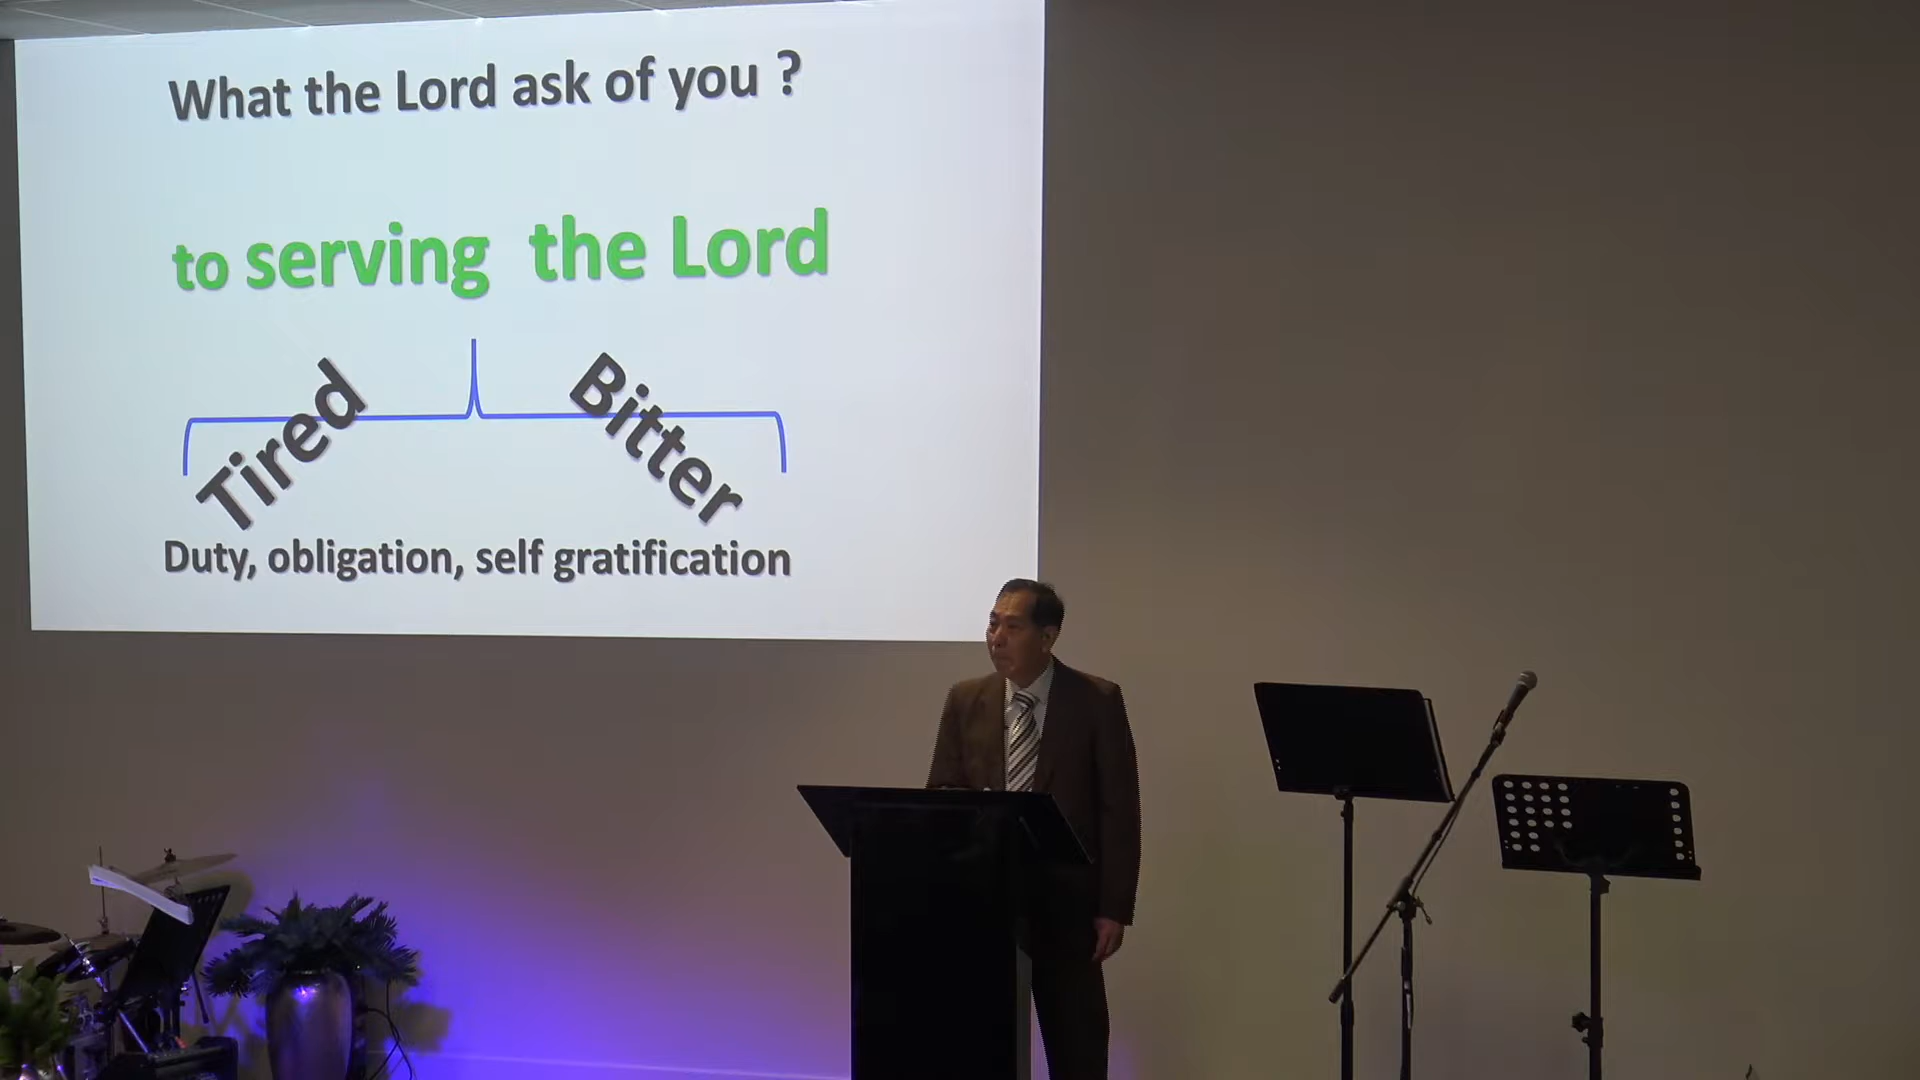 What the Lord ask of you ?
to serving the Lord
Tired
Bitter
Duty, obligation, self gratification